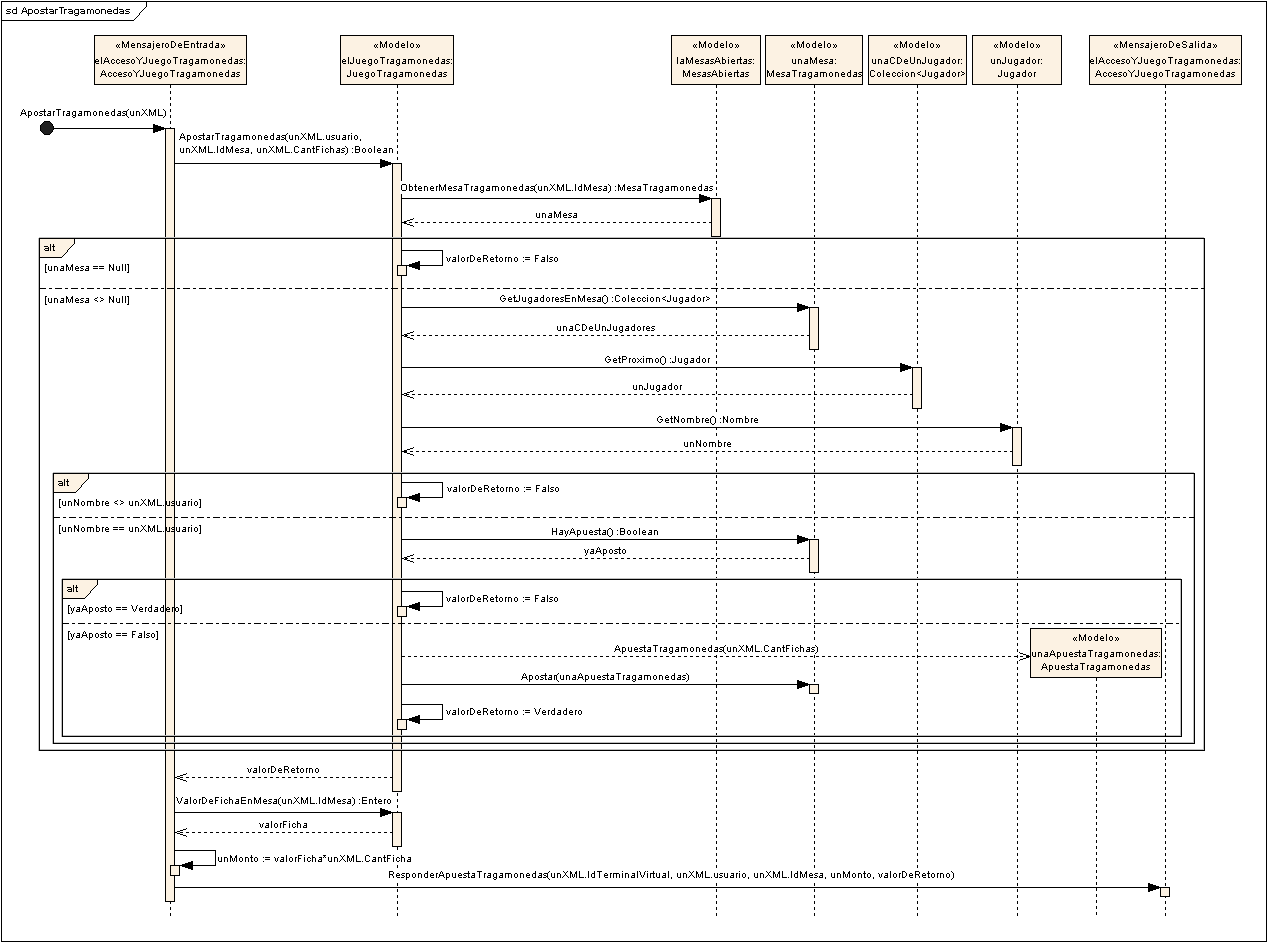 sd ApostarTragamonedas
«MensajeroDeEntrada»
elAccesoYJuegoTragamonedas:
AccesoYJuegoTragamonedas
«Modelo»
elJuegoTragamonedas:
JuegoTragamonedas
«Modelo»
laMesasAbiertas:
MesasAbiertas
«Modelo»
unaMesa:
MesaTragamonedas
«Modelo»
unaCDeUnJugador:
Coleccion<Jugador>
«Modelo»
unJugador:
Jugador
«MensajeroDeSalida»
elAccesoYJuegoTragamonedas:
AccesoYJuegoTragamonedas
ApostarTragamonedas(unXML)
ApostarTragamonedas(unXML.usuario,
unXML.IdMesa, unXML.CantFichas) :Boolean
ObtenerMesaTragamonedas(unXML.IdMesa) :MesaTragamonedas
unaMesa
alt
[unaMesa == Null]
valorDeRetorno := Falso
[unaMesa <> Null]
GetJugadoresEnMesa() :Coleccion<Jugador>
unaCDeUnJugadores
GetProximo() :Jugador
unJugador
GetNombre() :Nombre
unNombre
alt
valorDeRetorno := Falso
[unNombre <> unXML.usuario]
[unNombre == unXML.usuario]
HayApuesta() :Boolean
yaAposto
alt
valorDeRetorno := Falso
[yaAposto == Verdadero]
[yaAposto == Falso]
«Modelo»
unaApuestaTragamonedas:
ApuestaTragamonedas
ApuestaTragamonedas(unXML.CantFichas)
Apostar(unaApuestaTragamonedas)
valorDeRetorno := Verdadero
valorDeRetorno
ValorDeFichaEnMesa(unXML.IdMesa) :Entero
valorFicha
unMonto := valorFicha*unXML.CantFicha
ResponderApuestaTragamonedas(unXML.IdTerminalVirtual, unXML.usuario, unXML.IdMesa, unMonto, valorDeRetorno)